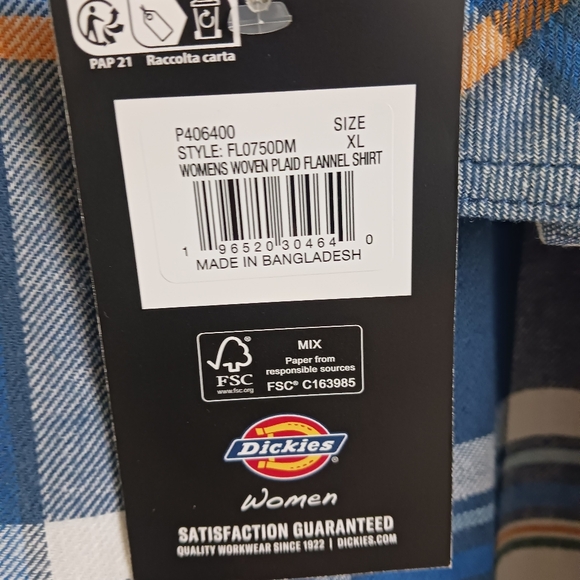 PAP 21 Raccolta carta
P406400 SIZE
STYLE: FL0750DM XL
WOMENS WOVEN PLAID FLANNEL SHIRT
1 96520 30464 0
MADE IN BANGLADESH
FSC
www.fsc.org
MIX
Paper from
responsible sources
FSC® C163985
Dickies®
Women
SATISFACTION GUARANTEED
QUALITY WORKWEAR SINCE 1922 | DICKIES.COM